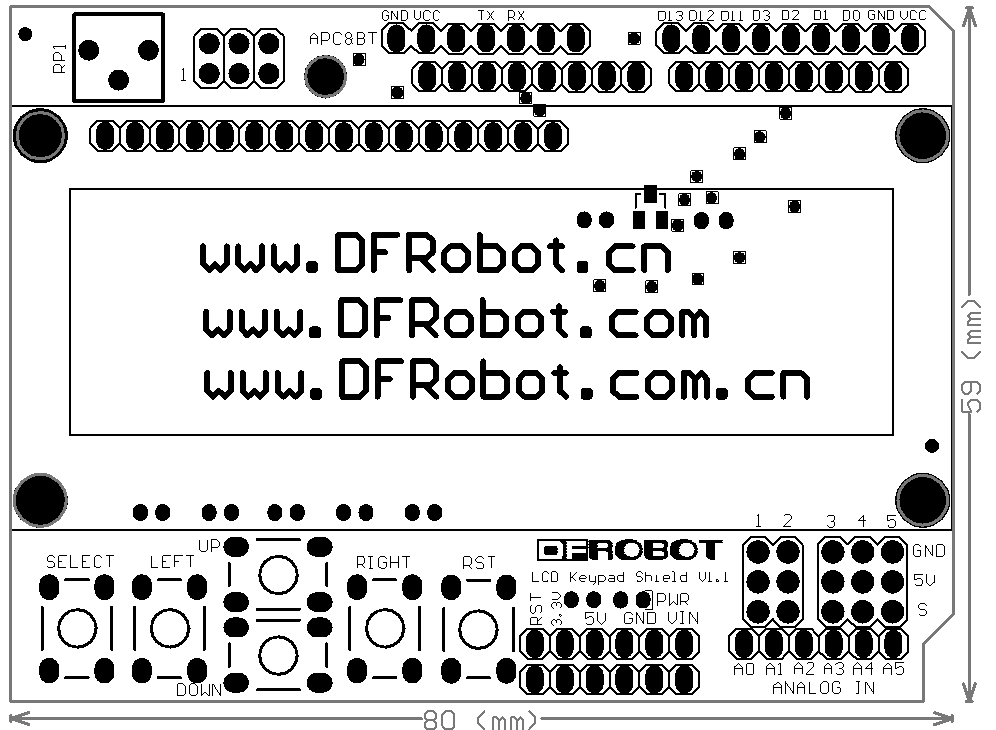 GND VCC TX RX
D13 D12 D11 D3 D2 D1 D0 GND VCC
RP1
1
APC&BT
www.DFRobot.cn
www.DFRobot.com
www.DFRobot.com.cn
59 (mm)
1 2 3 4 5
SELECT LEFT UP RIGHT RST
DFROBOT
GND
LCD Keypad Shield V1.1
5V
RST 3.3V PWR
S
5V GND VIN
A0 A1 A2 A3 A4 A5
DOWN
ANALOG IN
80 (mm)